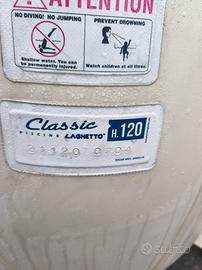 ATTENTION
NO DIVING! NO JUMPING
PREVENT DROWNING
Shallow water. You can
be permanently injured.
Watch children at all times.
Classic
PISCINE LAGHETTO
H.120
subito